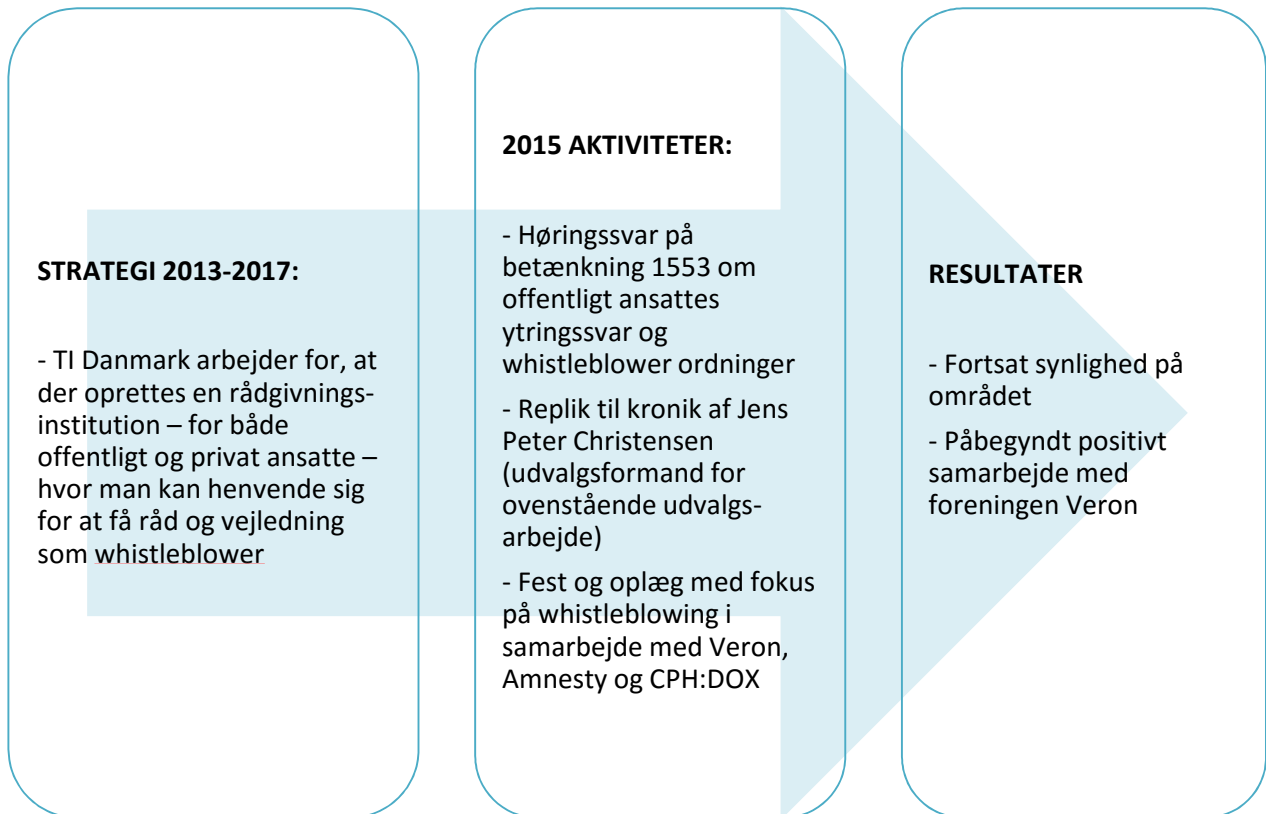 STRATEGI 2013-2017:
- TI Danmark arbejder for, at
der oprettes en rådgivnings-
institution – for både
offentligt og privat ansatte –
hvor man kan henvende sig
for at få råd og vejledning
som whistleblower
2015 AKTIVITETER:
- Høringssvar på
betænkning 1553 om
offentligt ansattes
ytringssvar og
whistleblower ordninger
- Replik til kronik af Jens
Peter Christensen
(udvalgsformand for
ovenstående udvalgs-
arbejde)
- Fest og oplæg med fokus
på whistleblowing i
samarbejde med Veron,
Amnesty og CPH:DOX
RESULTATER
- Fortsat synlighed på
området
- Påbegyndt positivt
samarbejde med
foreningen Veron